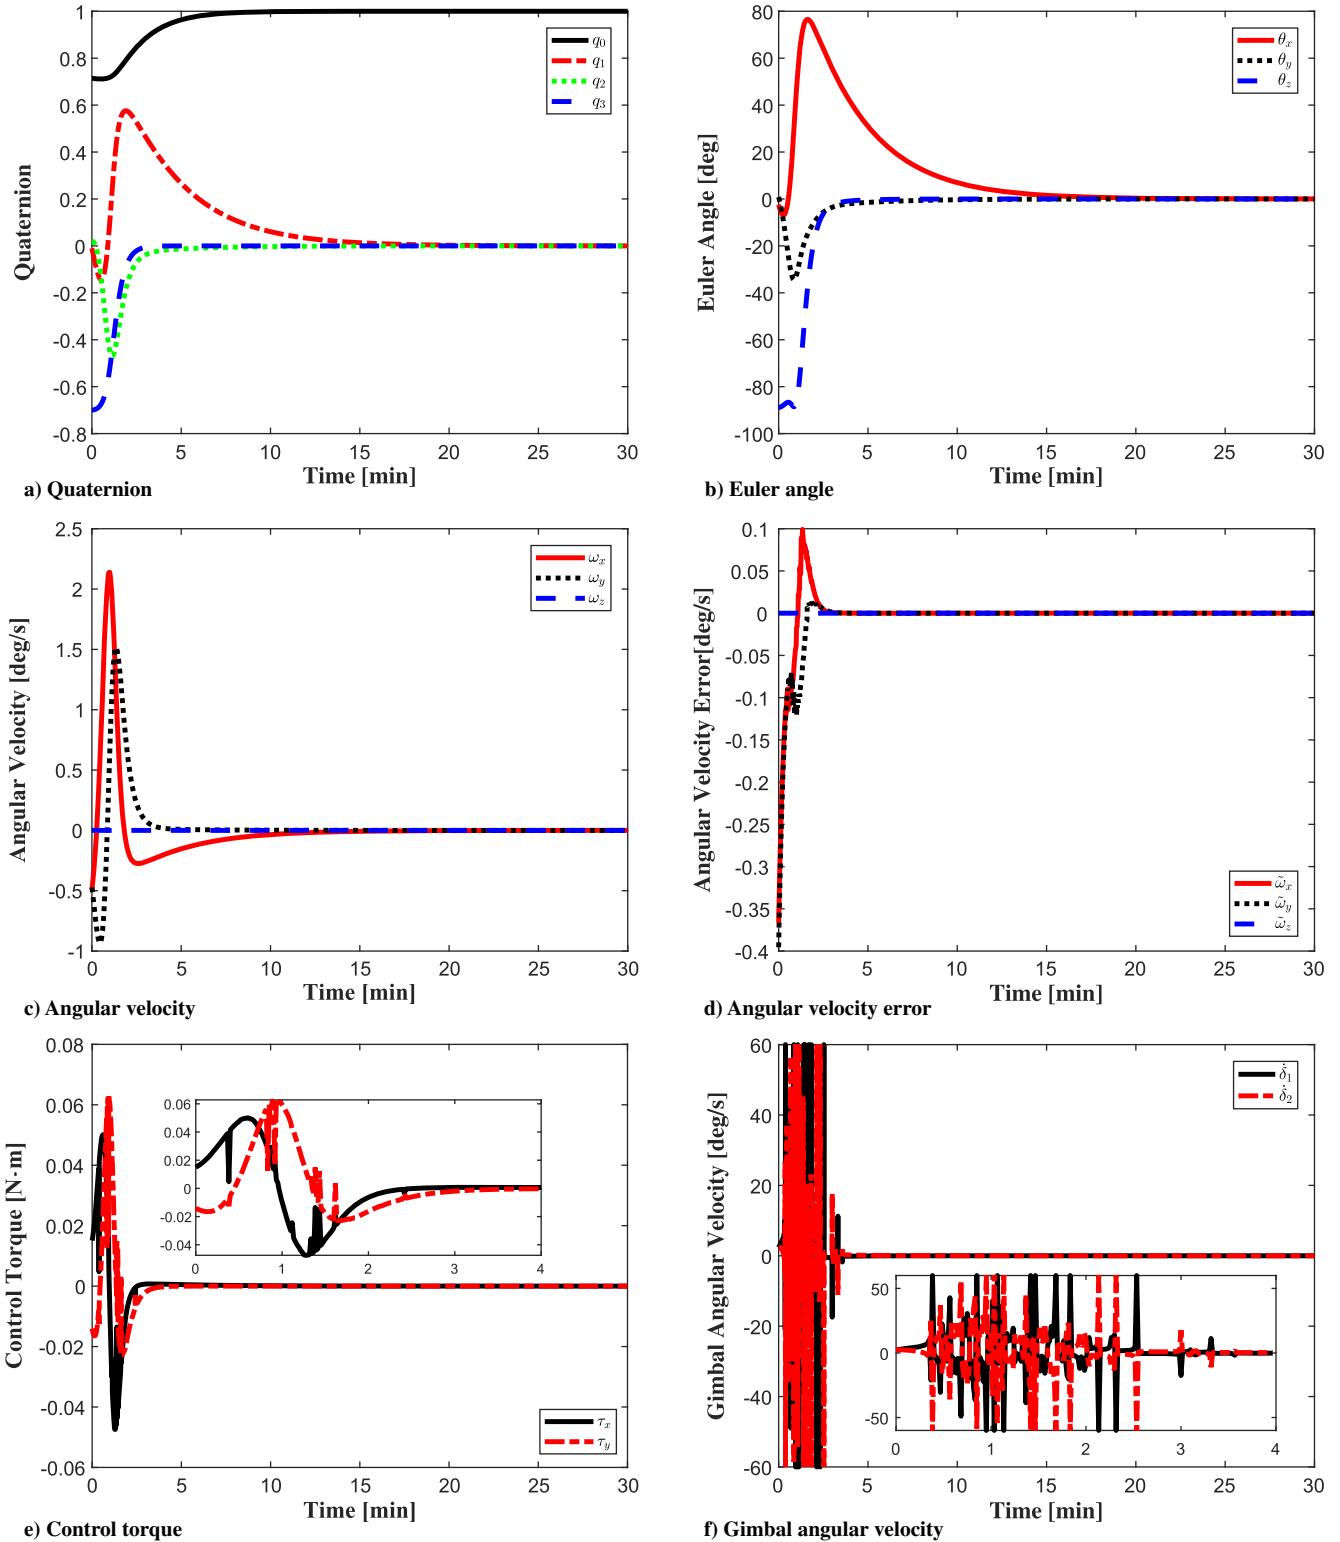 1
0.8
0.6
0.4
0.2
0
-0.2
-0.4
-0.6
-0.8
0 5 10 15 20 25 30
Quaternion
Time [min]
q0
q1
q2
q3
a) Quaternion
80
60
40
20
0
-20
-40
-60
-80
-100
0 5 10 15 20 25 30
Euler Angle [deg]
Time [min]
θx
θy
θz
b) Euler angle
2.5
2
1.5
1
0.5
0
-0.5
-1
0 5 10 15 20 25 30
Angular Velocity [deg/s]
Time [min]
ωx
ωy
ωz
c) Angular velocity
0.1
0.05
0
-0.05
-0.1
-0.15
-0.2
-0.25
-0.3
-0.35
-0.4
0 5 10 15 20 25 30
Angular Velocity Error[deg/s]
Time [min]
ω̃x
ω̃y
ω̃z
d) Angular velocity error
0.08
0.06
0.04
0.02
0
-0.02
-0.04
-0.06
0 5 10 15 20 25 30
Control Torque [N·m]
Time [min]
0.06
0.04
0.02
0
-0.02
-0.04
0 1 2 3 4
τx
τy
e) Control torque
60
40
20
0
-20
-40
-60
0 5 10 15 20 25 30
Gimbal Angular Velocity [deg/s]
Time [min]
δ̇1
δ̇2
50
0
-50
0 1 2 3 4
f) Gimbal angular velocity